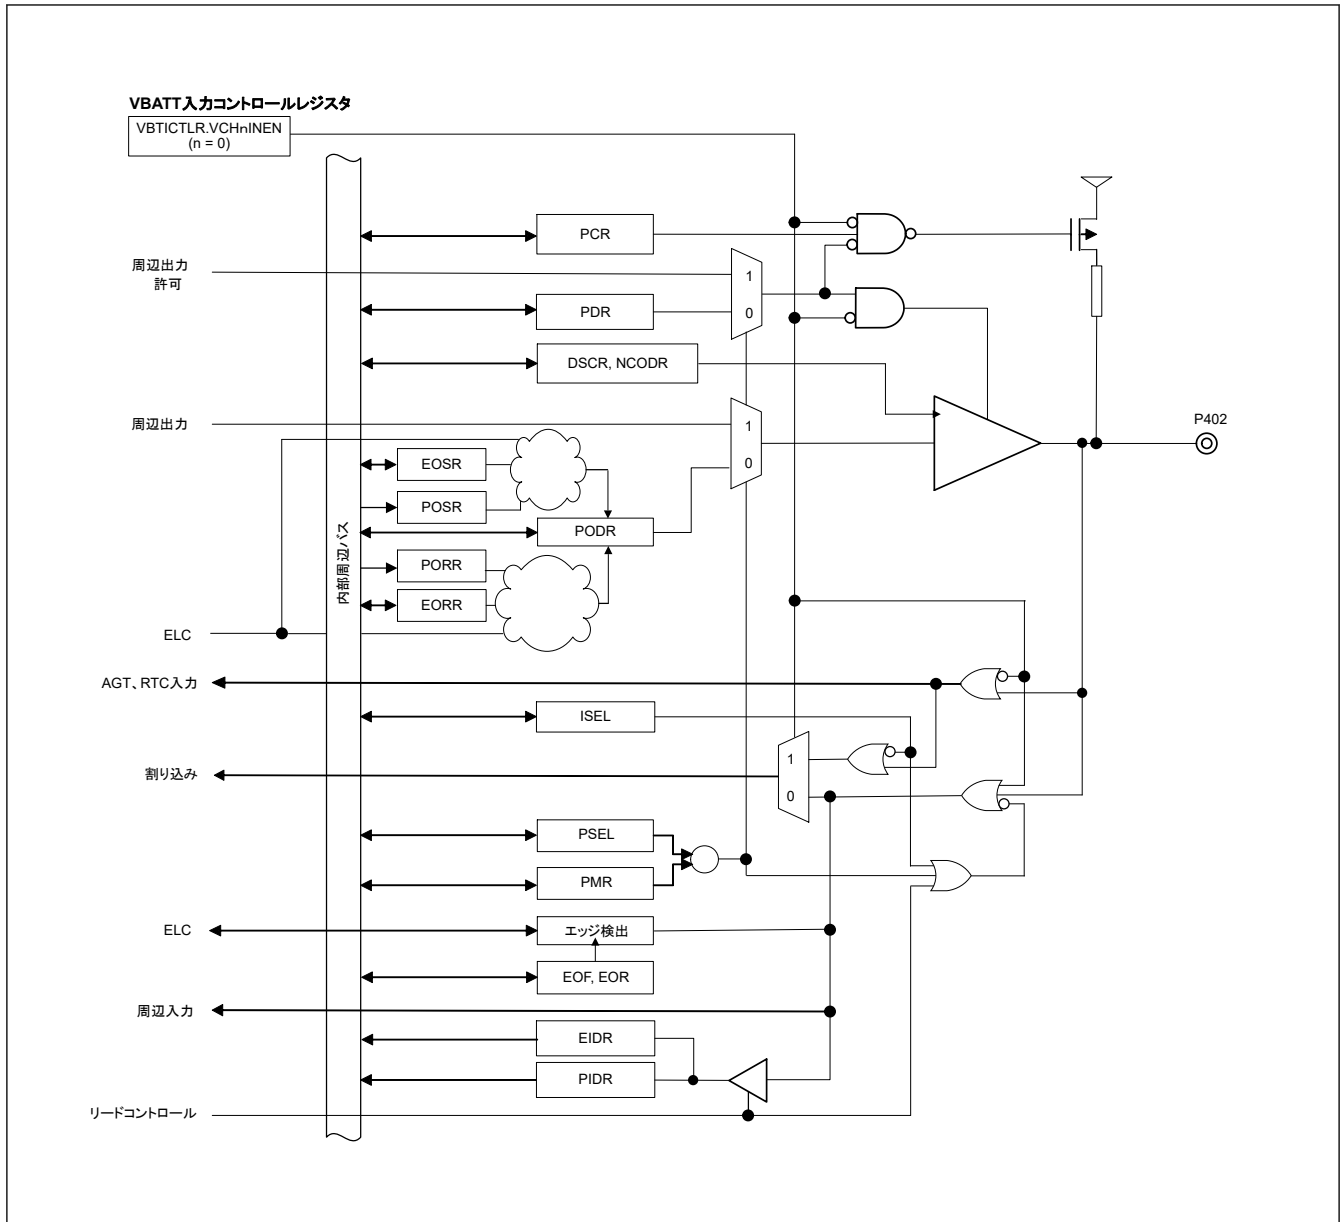 VBATT入力コントロールレジスタ
VBTICTLR.VCHnINEN
(n = 0)
PCR
周辺出力
許可
1
PDR
0
DSCR, NCODR
P402
周辺出力
1
EOSR
0
POSR
PODR
内部周辺バス
PORR
EORR
ELC
AGT、RTC入力
ISEL
1
割り込み
0
PSEL
PMR
ELC
エッジ検出
EOF, EOR
周辺入力
EIDR
PIDR
リードコントロール